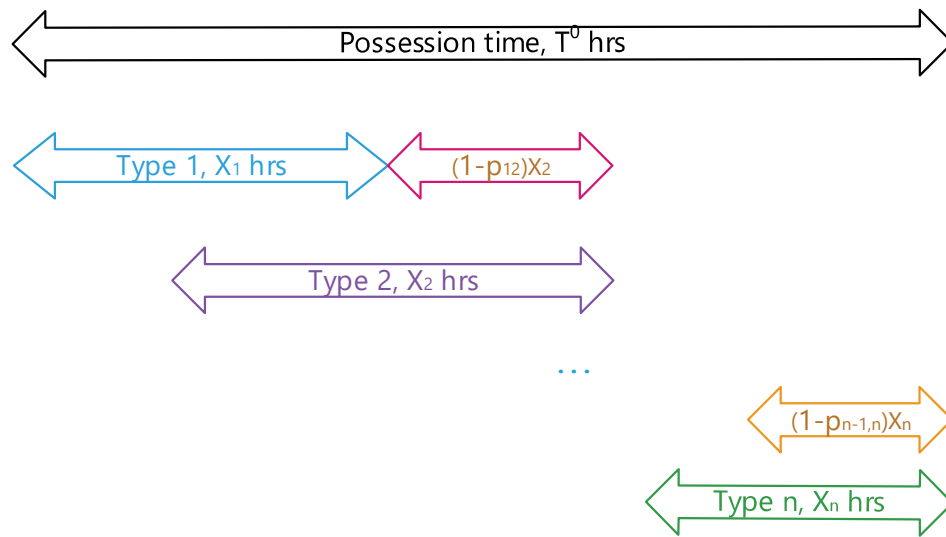 Possession time, T⁰ hrs
Type 1, X₁ hrs
(1-p₁₂)X₂
Type 2, X₂ hrs
...
(1-pₙ₋₁,ₙ)Xₙ
Type n, Xₙ hrs